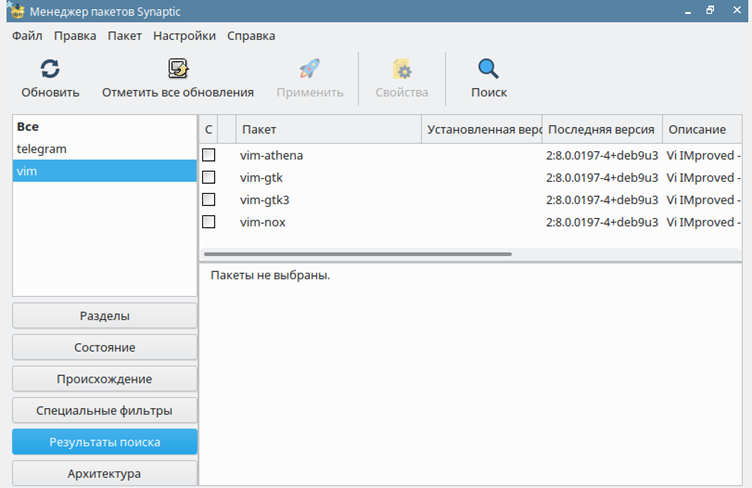 Менеджер пакетов Synaptic
Файл Правка Пакет Настройки Справка
Обновить Отметить все обновления Применить Свойства Поиск
Все
telegram
vim
С Пакет Установленная верс Последняя версия Описание
vim-athena 2:8.0.0197-4+deb9u3 Vi IMproved -
vim-gtk 2:8.0.0197-4+deb9u3 Vi IMproved -
vim-gtk3 2:8.0.0197-4+deb9u3 Vi IMproved -
vim-nox 2:8.0.0197-4+deb9u3 Vi IMproved -
Пакеты не выбраны.
Разделы
Состояние
Происхождение
Специальные фильтры
Результаты поиска
Архитектура